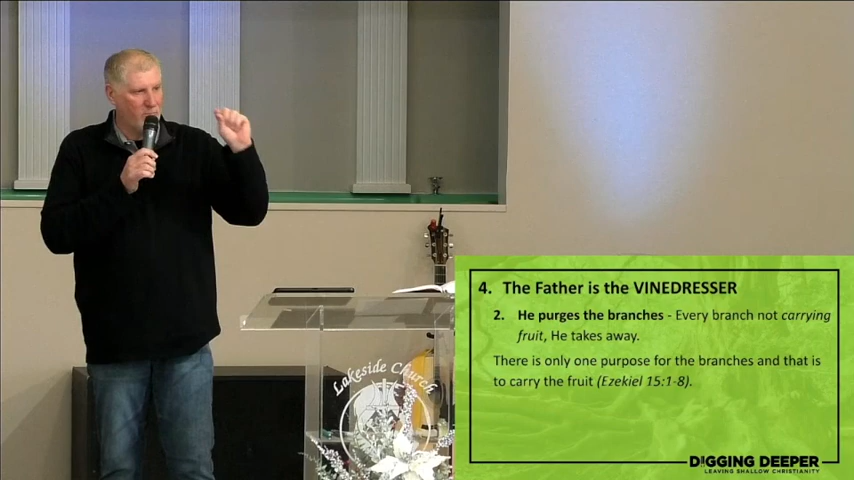 Lakeside Church
4. The Father is the VINEDRESSER
2. He purges the branches - Every branch not carrying
fruit, He takes away.
There is only one purpose for the branches and that is
to carry the fruit (Ezekiel 15:1-8).
DIGGING DEEPER
LEAVING SHALLOW CHRISTIANITY